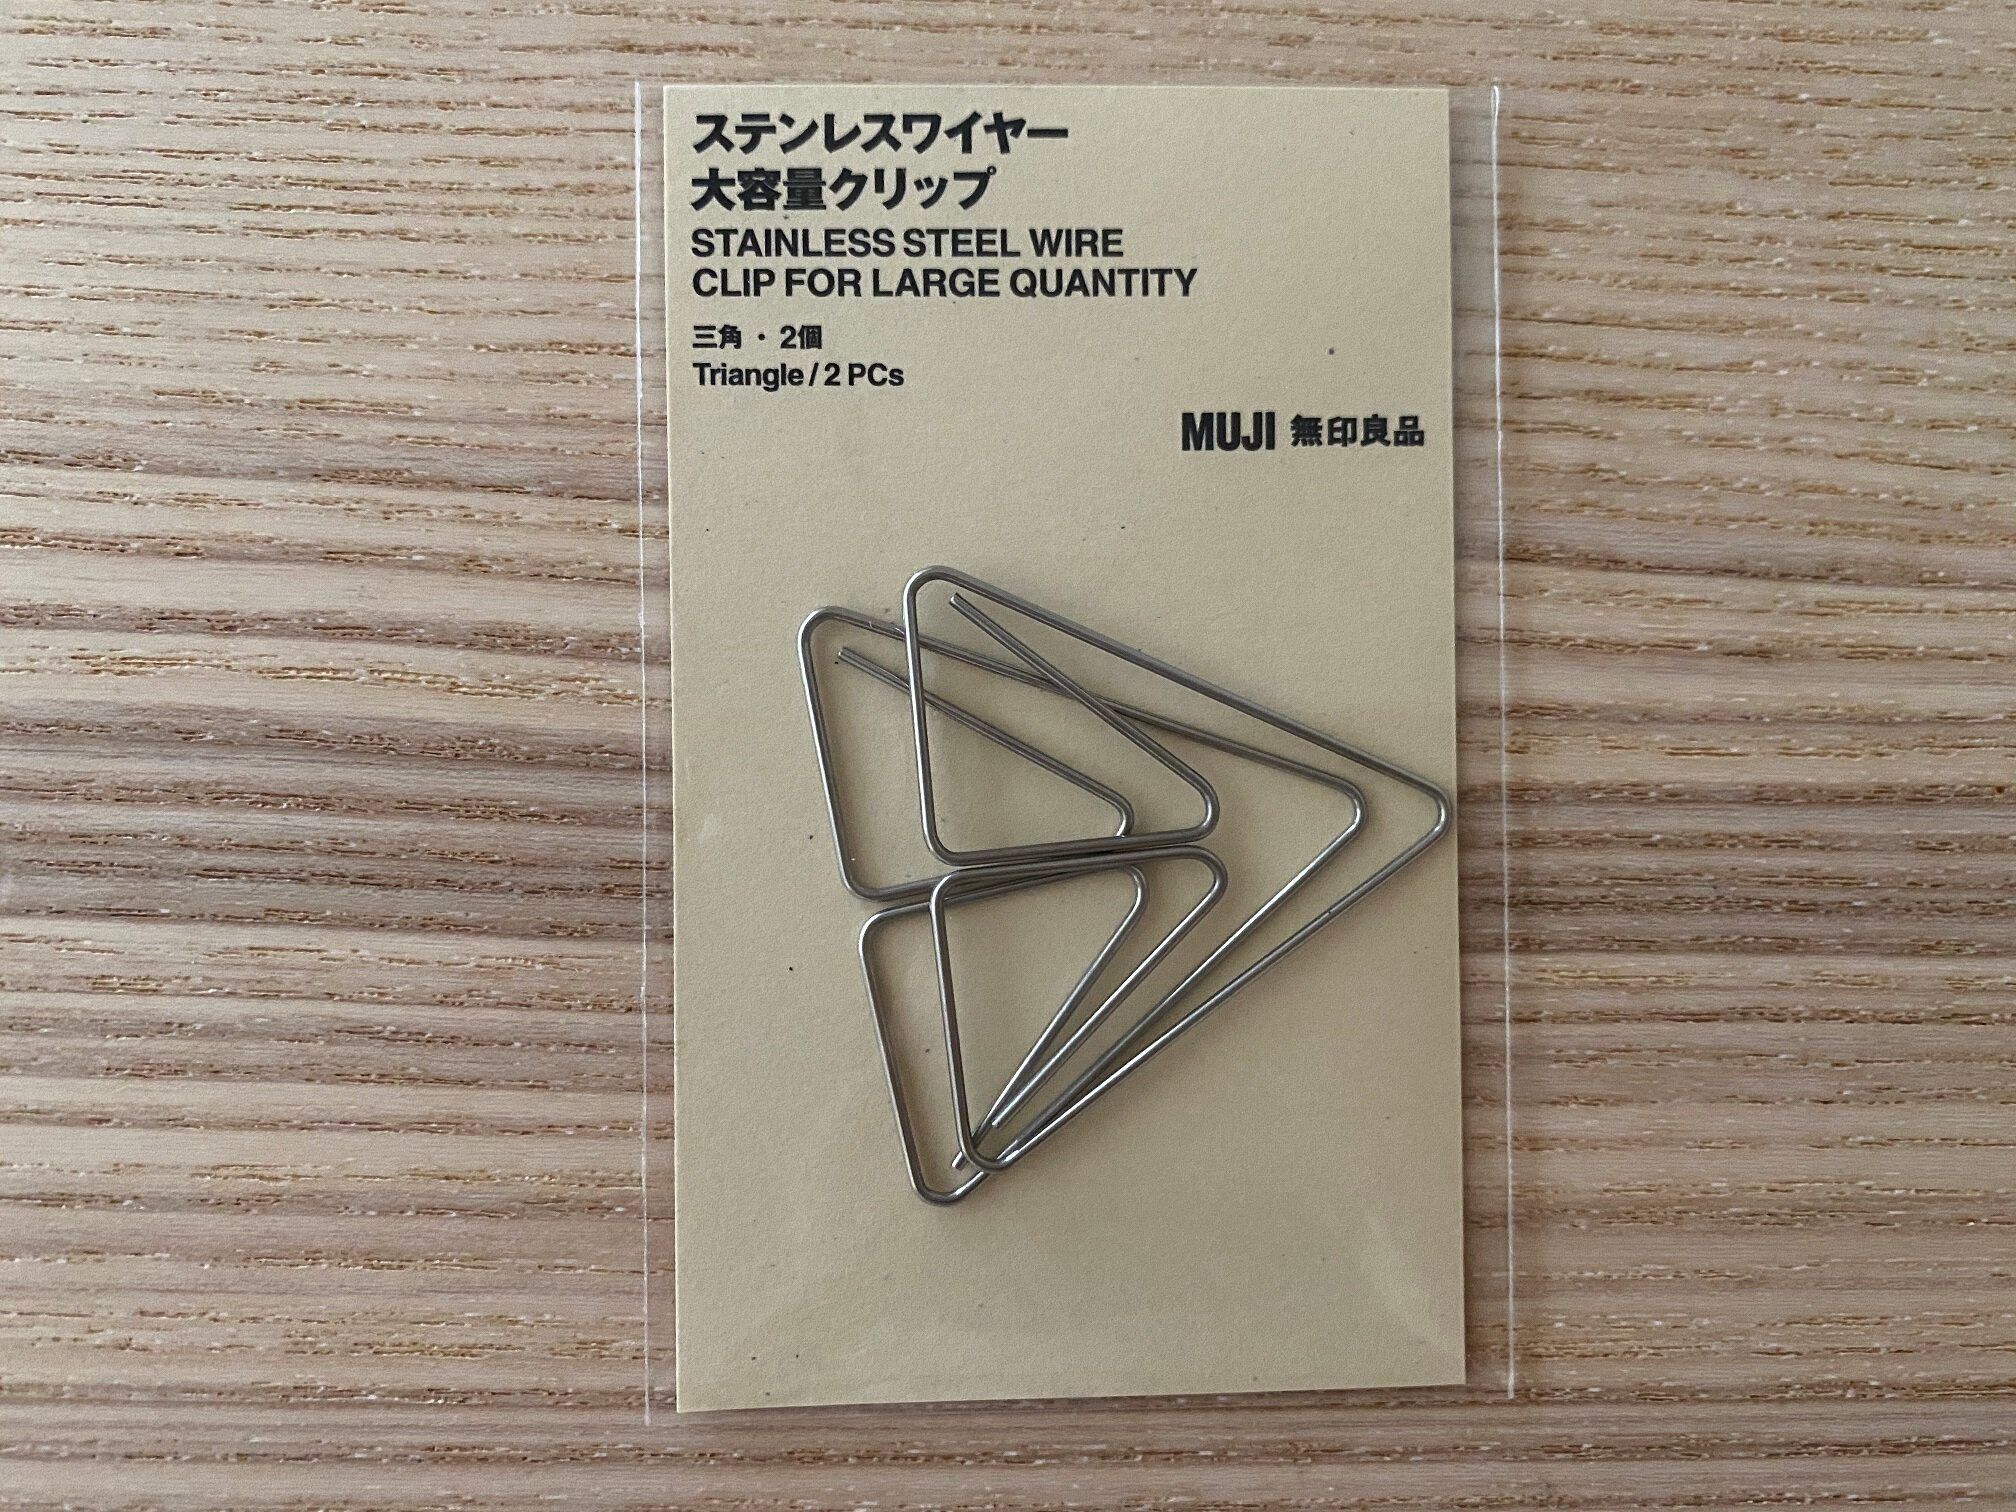 ステンレスワイヤー
大容量クリップ
STAINLESS STEEL WIRE
CLIP FOR LARGE QUANTITY
三角・2個
Triangle / 2 PCs
MUJI 無印良品